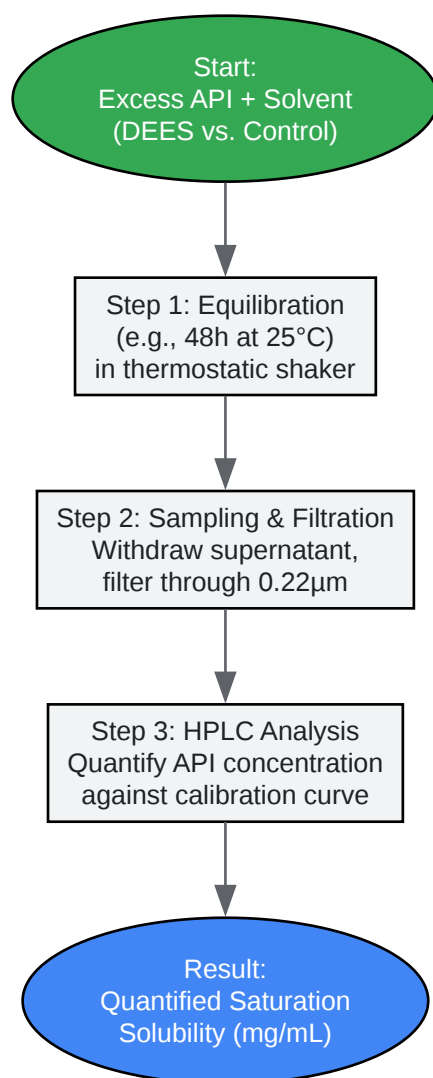 Start:
Excess API + Solvent
(DEES vs. Control)
Step 1: Equilibration
(e.g., 48h at 25°C)
in thermostatic shaker
Step 2: Sampling & Filtration
Withdraw supernatant,
filter through 0.22µm
Step 3: HPLC Analysis
Quantify API concentration
against calibration curve
Result:
Quantified Saturation
Solubility (mg/mL)